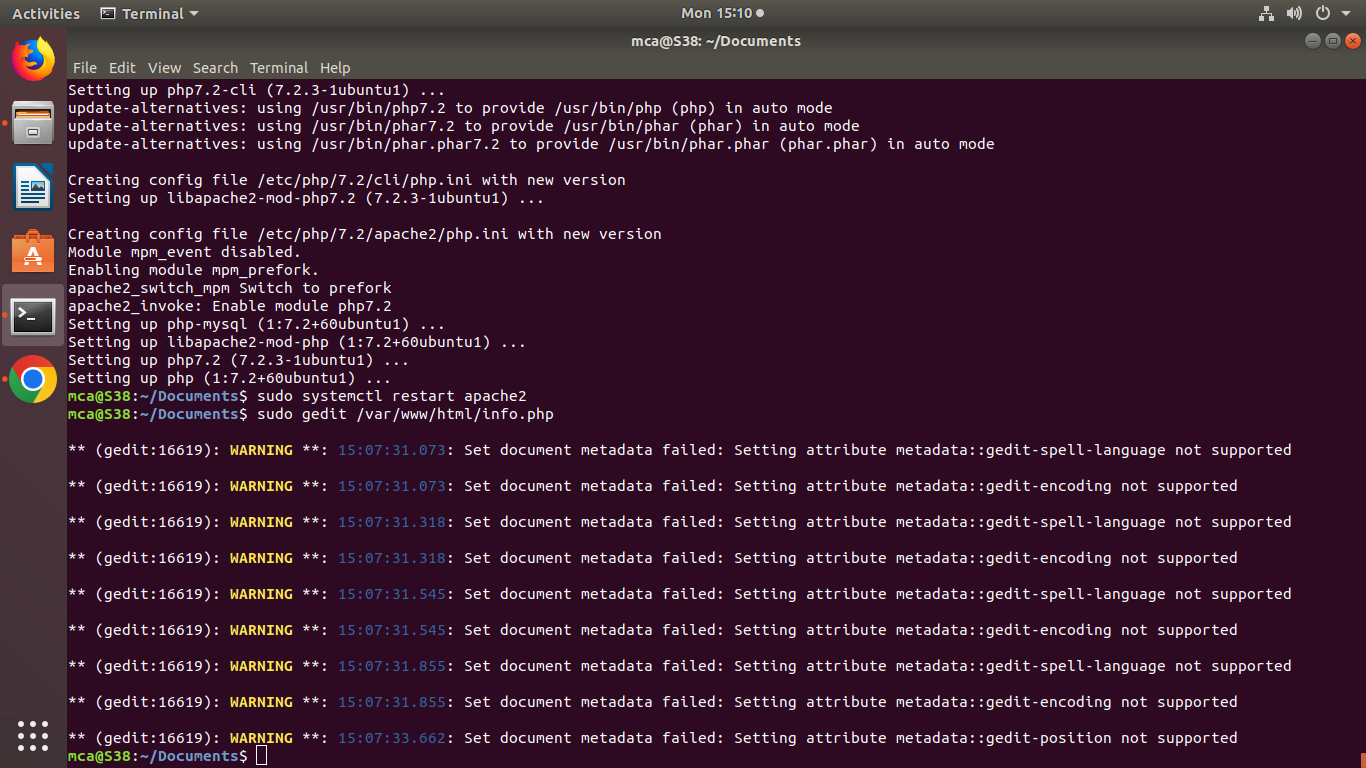 Activities Terminal Mon 15:10
mca@S38: ~/Documents
File Edit View Search Terminal Help
Setting up php7.2-cli (7.2.3-1ubuntu1) ...
update-alternatives: using /usr/bin/php7.2 to provide /usr/bin/php (php) in auto mode
update-alternatives: using /usr/bin/phar7.2 to provide /usr/bin/phar (phar) in auto mode
update-alternatives: using /usr/bin/phar.phar7.2 to provide /usr/bin/phar.phar (phar.phar) in auto mode
Creating config file /etc/php/7.2/cli/php.ini with new version
Setting up libapache2-mod-php7.2 (7.2.3-1ubuntu1) ...
Creating config file /etc/php/7.2/apache2/php.ini with new version
Module mpm_event disabled.
Enabling module mpm_prefork.
apache2_switch_mpm Switch to prefork
apache2_invoke: Enable module php7.2
Setting up php-mysql (1:7.2+60ubuntu1) ...
Setting up libapache2-mod-php (1:7.2+60ubuntu1) ...
Setting up php7.2 (7.2.3-1ubuntu1) ...
Setting up php (1:7.2+60ubuntu1) ...
mca@S38:~/Documents$ sudo systemctl restart apache2
mca@S38:~/Documents$ sudo gedit /var/www/html/info.php
** (gedit:16619): WARNING **: 15:07:31.073: Set document metadata failed: Setting attribute metadata::gedit-spell-language not supported
** (gedit:16619): WARNING **: 15:07:31.073: Set document metadata failed: Setting attribute metadata::gedit-encoding not supported
** (gedit:16619): WARNING **: 15:07:31.318: Set document metadata failed: Setting attribute metadata::gedit-spell-language not supported
** (gedit:16619): WARNING **: 15:07:31.318: Set document metadata failed: Setting attribute metadata::gedit-encoding not supported
** (gedit:16619): WARNING **: 15:07:31.545: Set document metadata failed: Setting attribute metadata::gedit-spell-language not supported
** (gedit:16619): WARNING **: 15:07:31.545: Set document metadata failed: Setting attribute metadata::gedit-encoding not supported
** (gedit:16619): WARNING **: 15:07:31.855: Set document metadata failed: Setting attribute metadata::gedit-spell-language not supported
** (gedit:16619): WARNING **: 15:07:31.855: Set document metadata failed: Setting attribute metadata::gedit-encoding not supported
** (gedit:16619): WARNING **: 15:07:33.662: Set document metadata failed: Setting attribute metadata::gedit-position not supported
mca@S38:~/Documents$